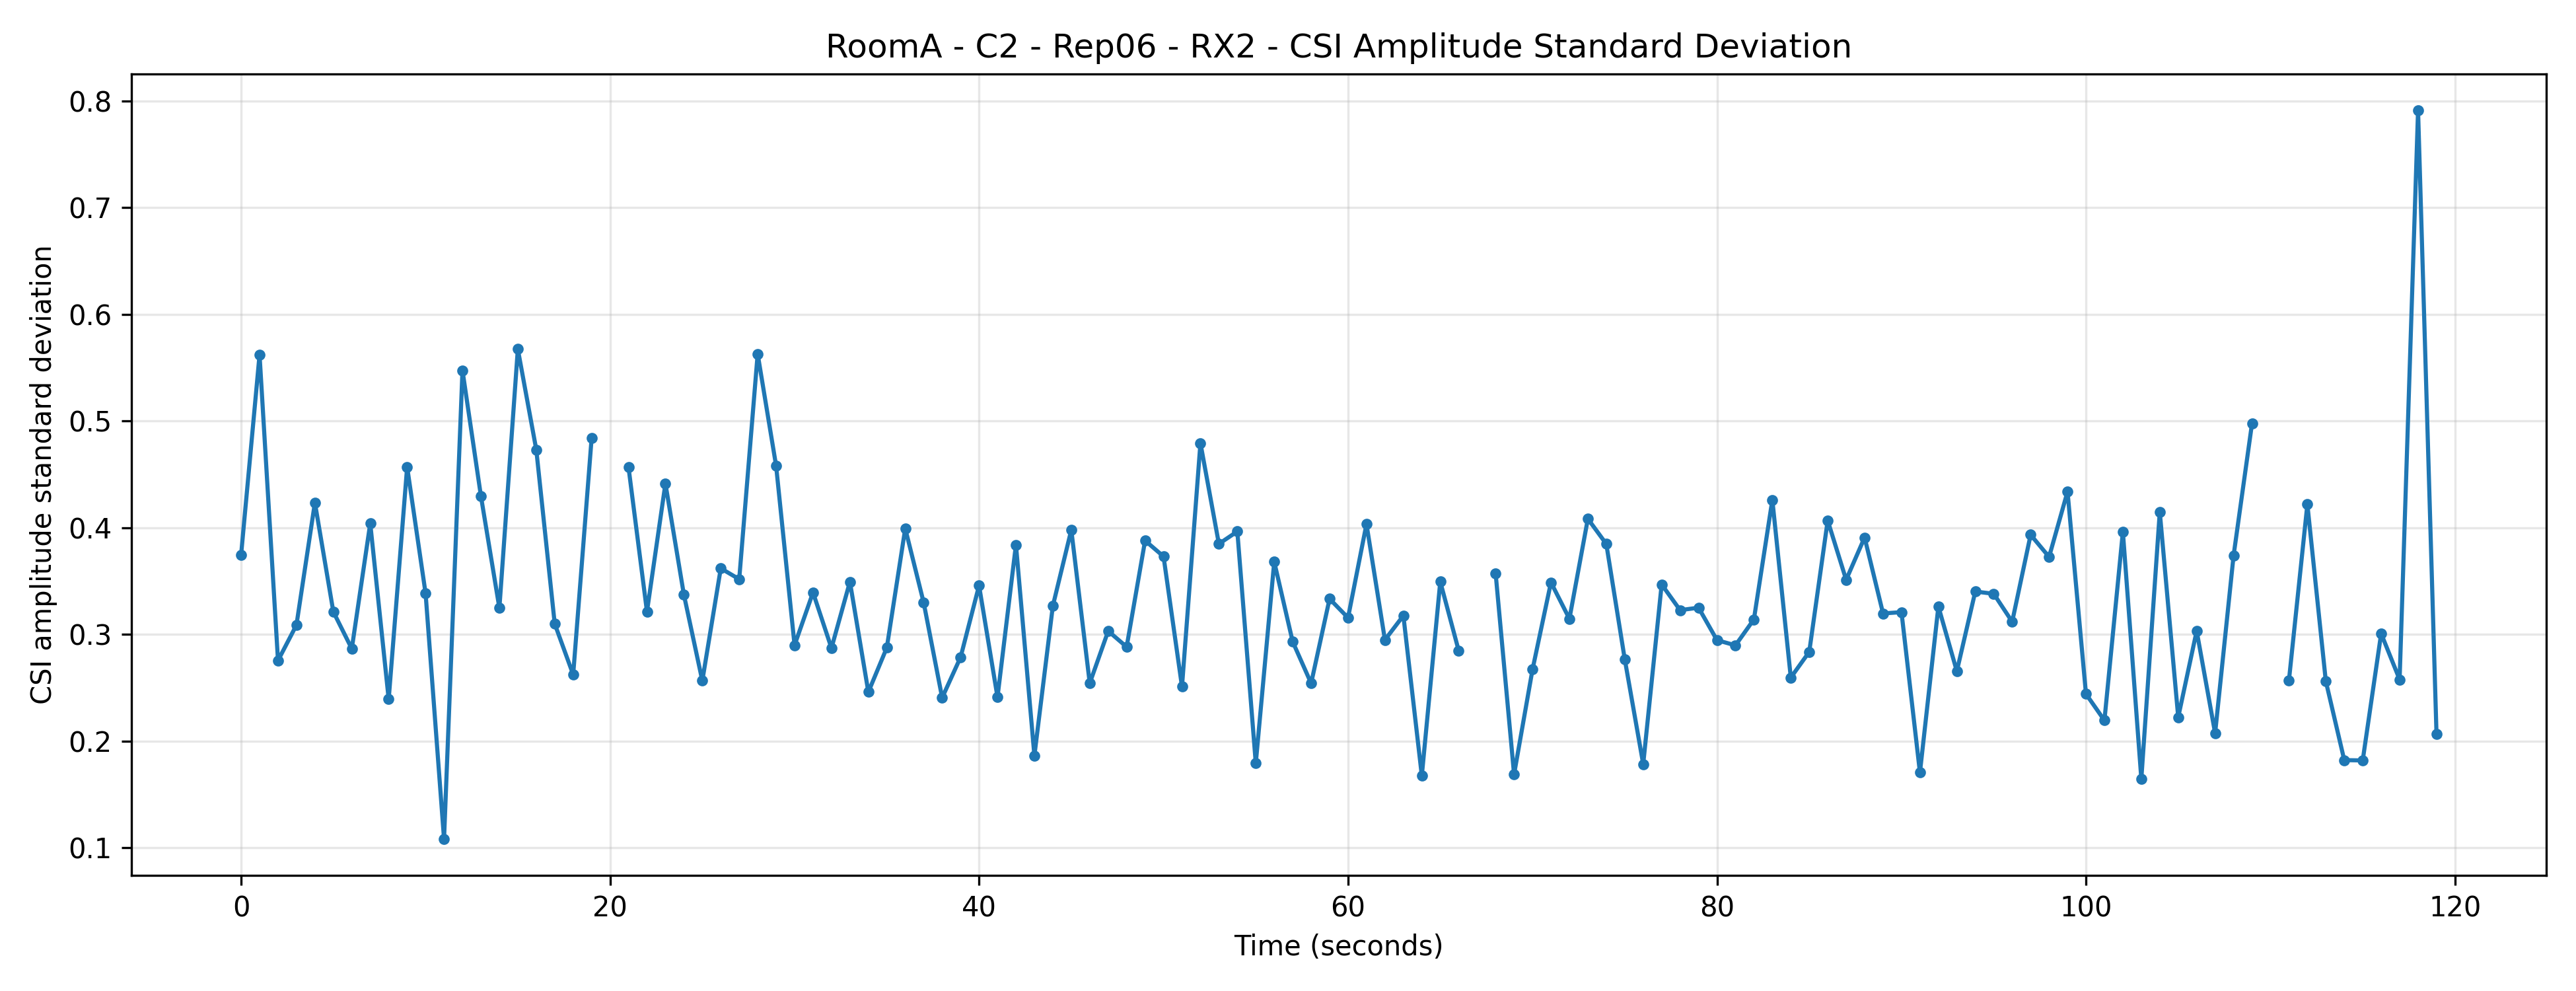 RoomA - C2 - Rep06 - RX2 - CSI Amplitude Standard Deviation
CSI amplitude standard deviation
0.8
0.7
0.6
0.5
0.4
0.3
0.2
0.1
0 20 40 60 80 100 120
Time (seconds)